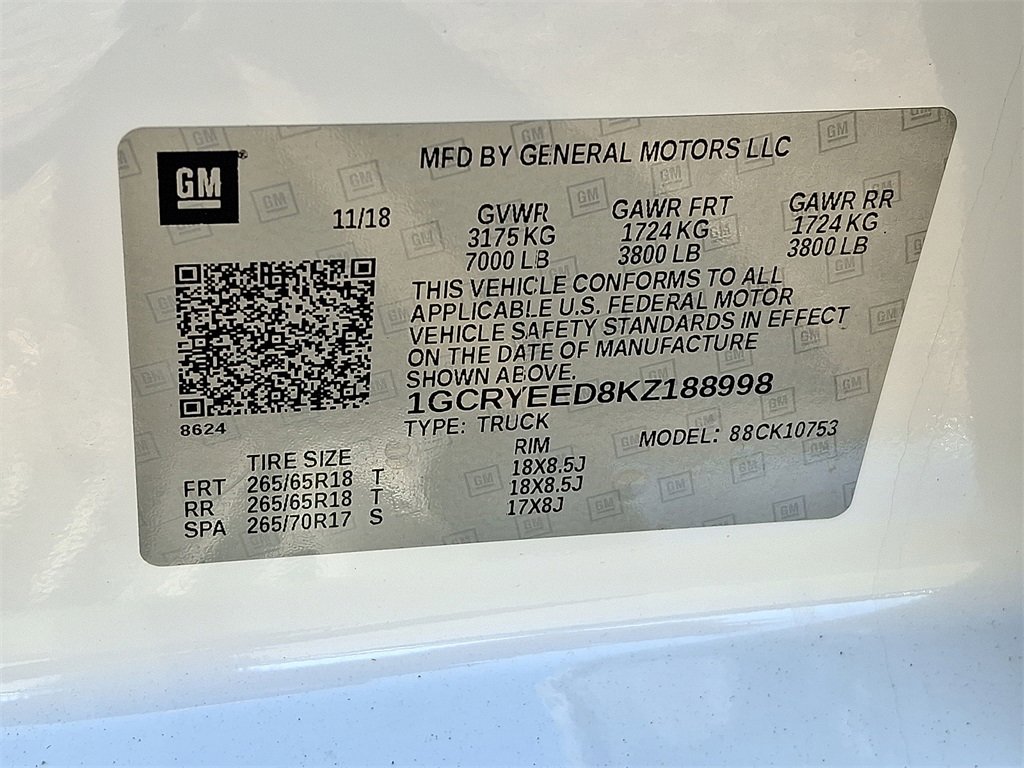 GM
MFD BY GENERAL MOTORS LLC
11/18
GVWR GAWR FRT GAWR RR
3175 KG 1724 KG 1724 KG
7000 LB 3800 LB 3800 LB
THIS VEHICLE CONFORMS TO ALL
APPLICABLE U.S. FEDERAL MOTOR
VEHICLE SAFETY STANDARDS IN EFFECT
ON THE DATE OF MANUFACTURE
SHOWN ABOVE.
1GCRYEED8KZ188998
8624
TYPE: TRUCK
MODEL: 88CK10753
TIRE SIZE RIM
FRT 265/65R18 T 18X8.5J
RR 265/65R18 T 18X8.5J
SPA 265/70R17 S 17X8J